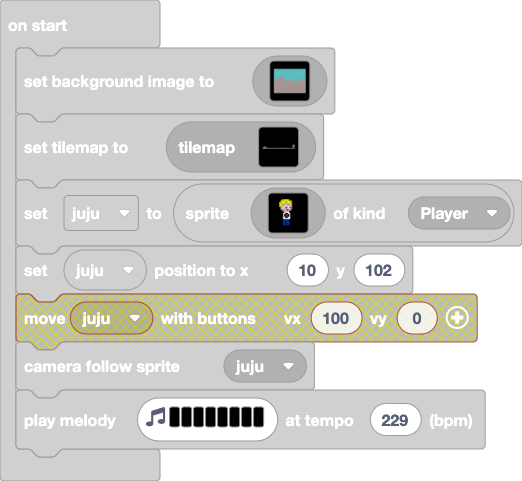 on start
set background image to
set tilemap to tilemap
set juju to sprite of kind Player
set juju position to x 10 y 102
move juju with buttons vx 100 vy 0
camera follow sprite juju
play melody at tempo 229 (bpm)